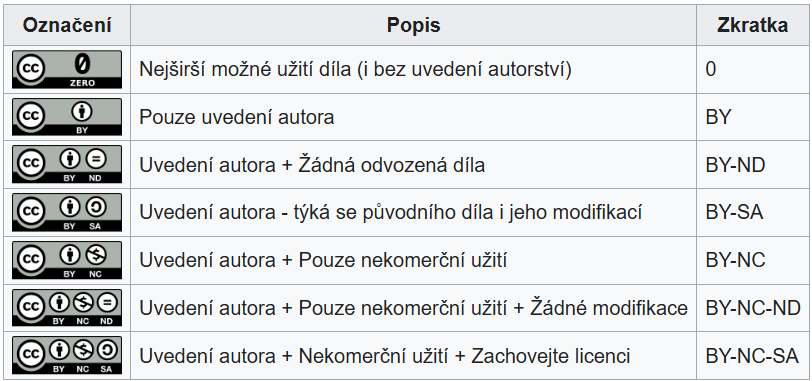 Označení Popis Zkratka
cc 0 ZERO Nejširší možné užití díla (i bez uvedení autorství) 0
cc BY Pouze uvedení autora BY
cc BY ND Uvedení autora + Žádná odvozená díla BY-ND
cc BY SA Uvedení autora - týká se původního díla i jeho modifikací BY-SA
cc BY NC Uvedení autora + Pouze nekomerční užití BY-NC
cc BY NC ND Uvedení autora + Pouze nekomerční užití + Žádné modifikace BY-NC-ND
cc BY NC SA Uvedení autora + Nekomerční užití + Zachovejte licenci BY-NC-SA